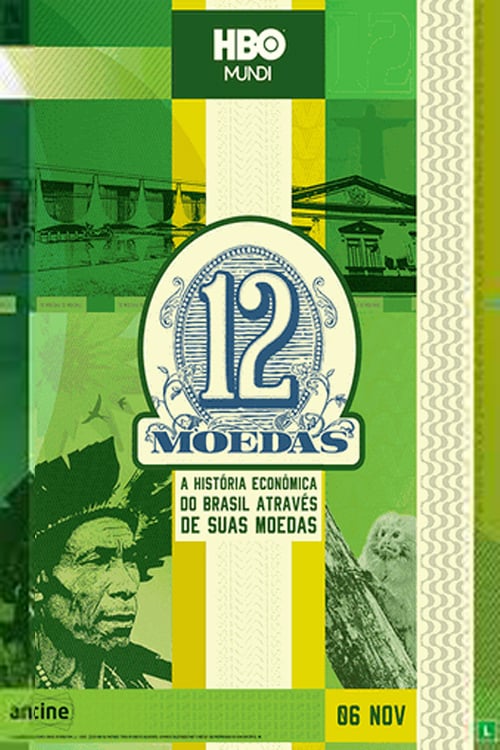 HBO
MUNDI
12
12
MOEDAS
A HISTÓRIA ECONÔMICA
DO BRASIL ATRAVÉS
DE SUAS MOEDAS
ancine
06 NOV
L